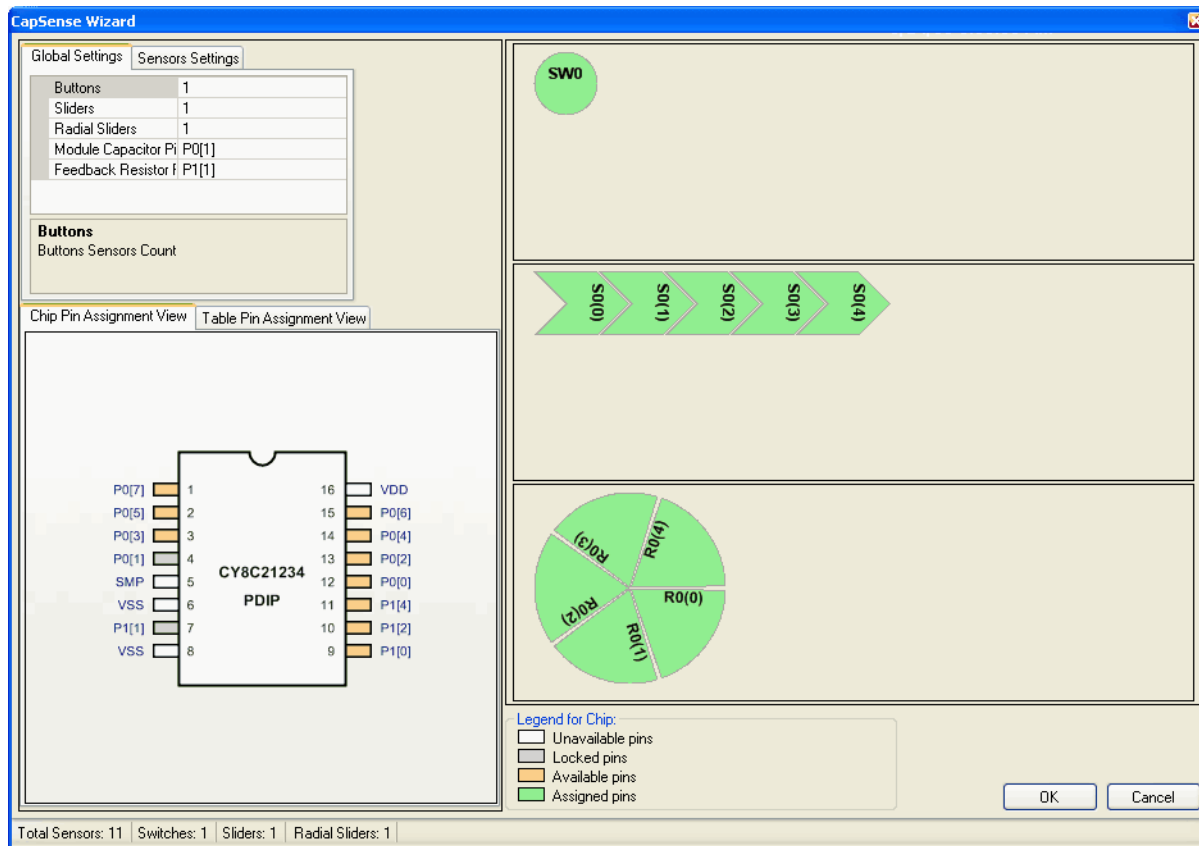 CapSense Wizard
Global Settings Sensors Settings
Buttons 1
Sliders 1
Radial Sliders 1
Module Capacitor Pi P0[1]
Feedback Resistor F P1[1]
Buttons
Buttons Sensors Count
Chip Pin Assignment View Table Pin Assignment View
P0[7] 1 16 VDD
P0[5] 2 15 P0[6]
P0[3] 3 14 P0[4]
P0[1] 4 13 P0[2]
CY8C21234
SMP 5 12 P0[0]
PDIP
VSS 6 11 P1[4]
P1[1] 7 10 P1[2]
VSS 8 9 P1[0]
SW0
S0(0) S0(1) S0(2) S0(3) S0(4)
R0(3) R0(4)
R0(0)
R0(2)
R0(1)
Legend for Chip:
Unavailable pins
Locked pins
Available pins
Assigned pins
OK Cancel
Total Sensors: 11 Switches: 1 Sliders: 1 Radial Sliders: 1